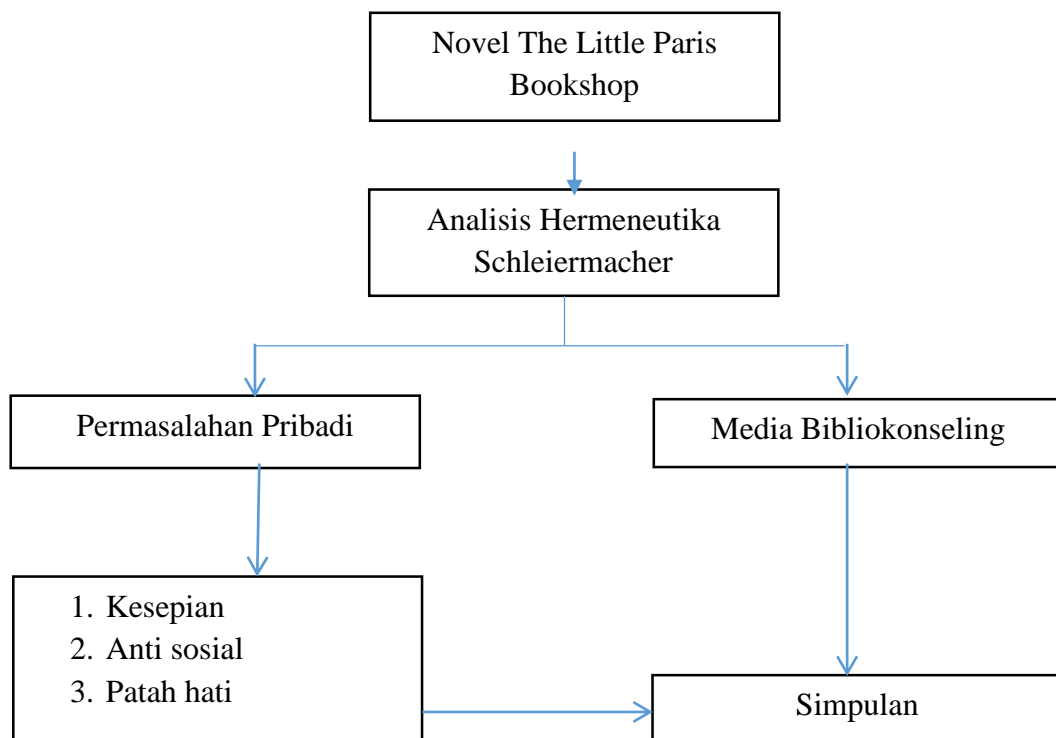 Novel The Little Paris
Bookshop
Analisis Hermeneutika
Schleiermacher
Permasalahan Pribadi
Media Bibliokonseling
1. Kesepian
2. Anti sosial
3. Patah hati
Simpulan